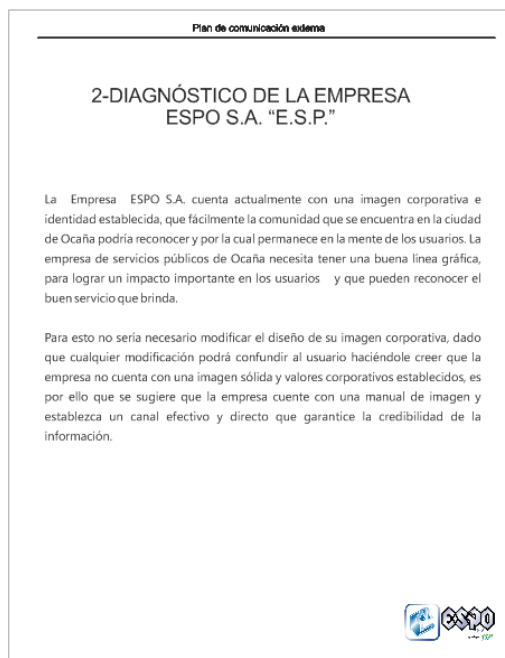 Plan de comunicación externa
2-DIAGNÓSTICO DE LA EMPRESA
ESPO S.A. “E.S.P.”
La Empresa ESPO S.A. cuenta actualmente con una imagen corporativa e
identidad establecida, que fácilmente la comunidad que se encuentra en la ciudad
de Ocaña podría reconocer y por la cual permanece en la mente de los usuarios. La
empresa de servicios públicos de Ocaña necesita tener una buena línea gráfica,
para lograr un impacto importante en los usuarios y que pueden reconocer el
buen servicio que brinda.
Para esto no sería necesario modificar el diseño de su imagen corporativa, dado
que cualquier modificación podrá confundir al usuario haciéndole creer que la
empresa no cuenta con una imagen sólida y valores corporativos establecidos, es
por ello que se sugiere que la empresa cuente con una manual de imagen y
establezca un canal efectivo y directo que garantice la credibilidad de la
información.
ESPO